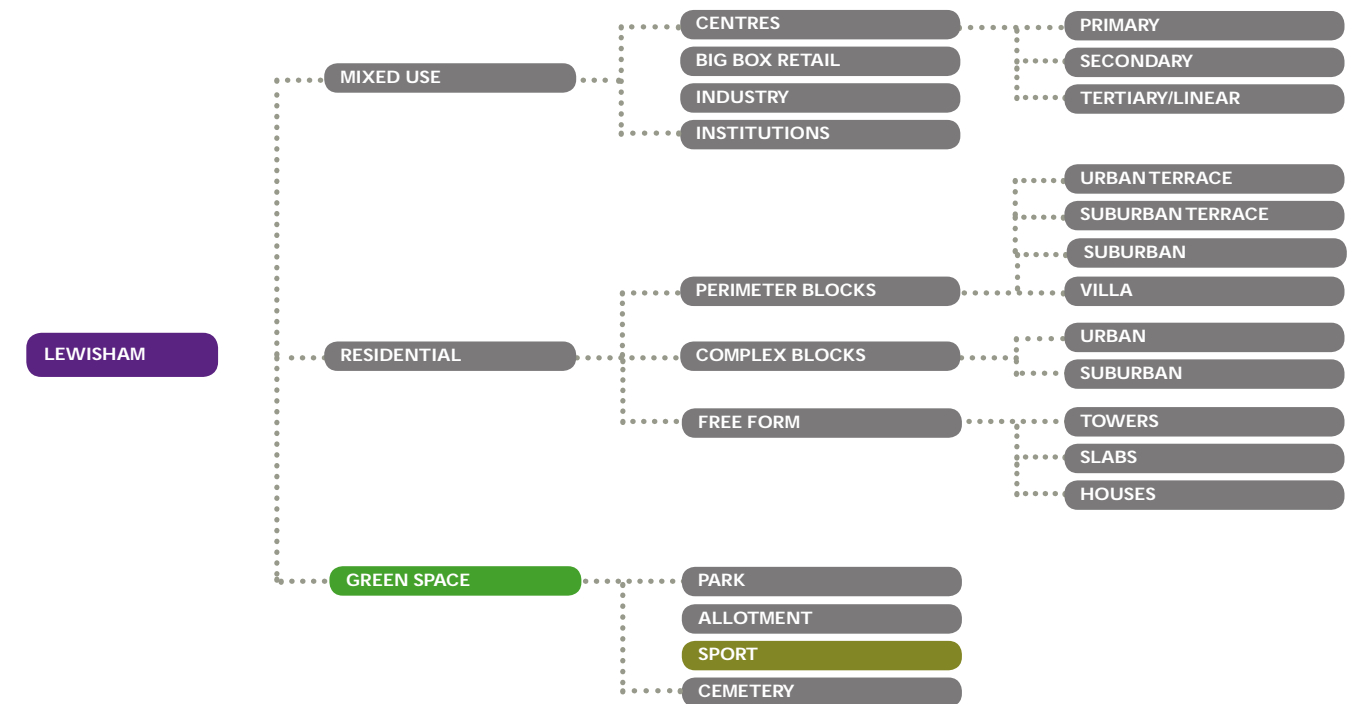 LEWISHAM
MIXED USE
CENTRES
PRIMARY
SECONDARY
TERTIARY/LINEAR
BIG BOX RETAIL
INDUSTRY
INSTITUTIONS
RESIDENTIAL
PERIMETER BLOCKS
URBAN TERRACE
SUBURBAN TERRACE
SUBURBAN
VILLA
COMPLEX BLOCKS
URBAN
SUBURBAN
FREE FORM
TOWERS
SLABS
HOUSES
GREEN SPACE
PARK
ALLOTMENT
SPORT
CEMETERY